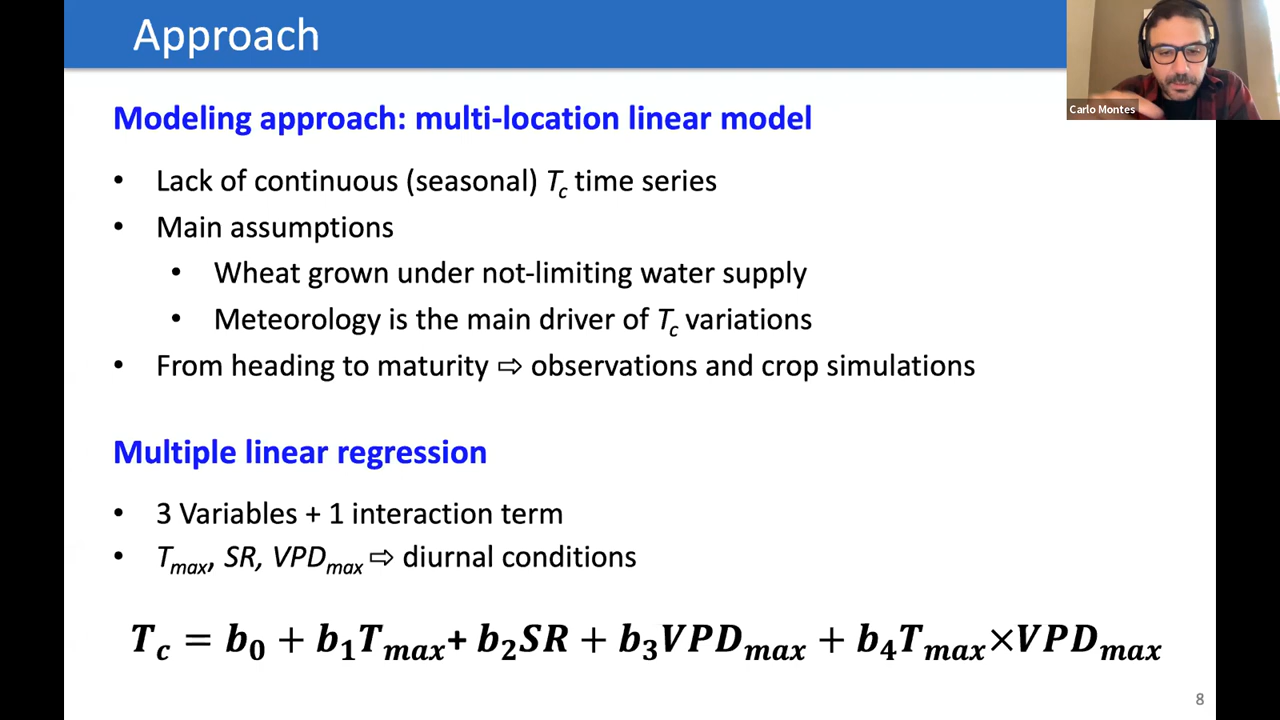 Approach
Carlo Montes
Modeling approach: multi-location linear model
• Lack of continuous (seasonal) Tc time series
• Main assumptions
• Wheat grown under not-limiting water supply
• Meteorology is the main driver of Tc variations
• From heading to maturity ⇨ observations and crop simulations
Multiple linear regression
• 3 Variables + 1 interaction term
• Tmax, SR, VPDmax ⇨ diurnal conditions
Tc = b0 + b1Tmax+ b2SR + b3VPDmax + b4Tmax×VPDmax
8